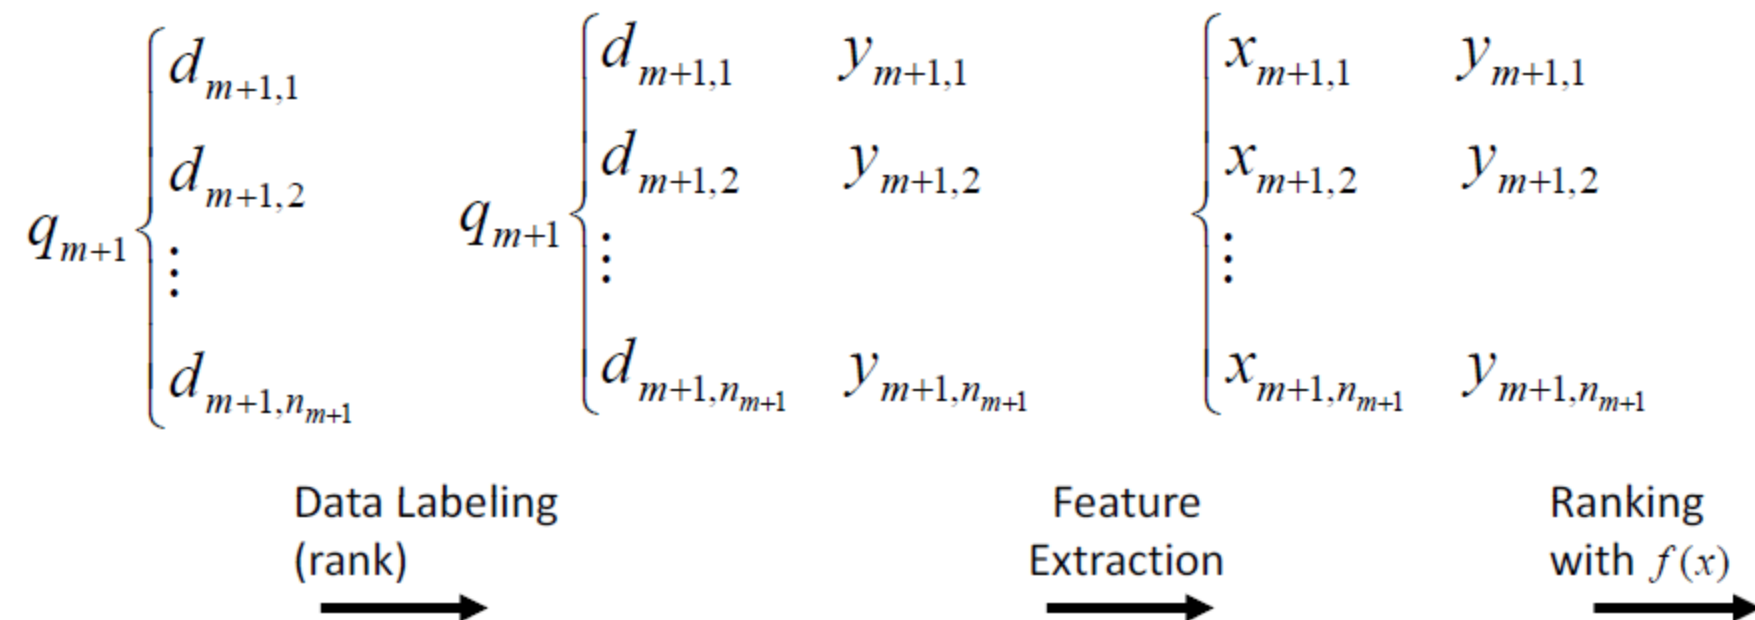 d_{m+1,1} d_{m+1,1} y_{m+1,1} x_{m+1,1} y_{m+1,1}
d_{m+1,2} d_{m+1,2} y_{m+1,2} x_{m+1,2} y_{m+1,2}
q_{m+1} { ⋮ q_{m+1} { ⋮ { ⋮
d_{m+1,n_{m+1}} d_{m+1,n_{m+1}} y_{m+1,n_{m+1}} x_{m+1,n_{m+1}} y_{m+1,n_{m+1}}
Data Labeling
(rank)
Feature
Extraction
Ranking
with f(x)